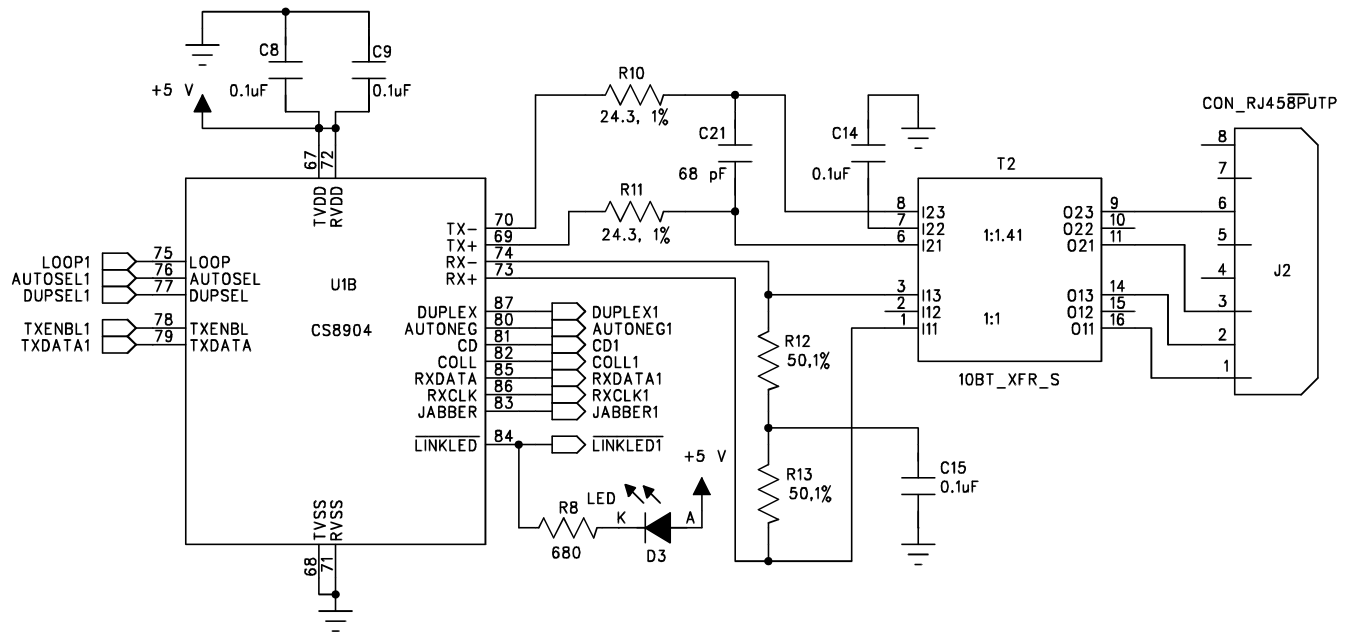 C8
0.1uF
C9
0.1uF
+5 V
67
72
TVDD
RVDD
R10
24.3, 1%
C21
68 pF
R11
24.3, 1%
C14
0.1uF
CON_RJ458PUTP
T2
1:1.41
1:1
10BT_XFR_S
8 I23
7 I22
6 I21
3 I13
2 I12
1 I11
O23 9
O22 10
O21 11
O13 14
O12 15
O11 16
8
7
6
5
4
3
2
1
J2
TX- 70
TX+ 69
RX- 74
RX+ 73
LOOP1 75 LOOP
AUTOSEL1 76 AUTOSEL
DUPSEL1 77 DUPSEL
TXENBL1 78 TXENBL
TXDATA1 79 TXDATA
U1B
CS8904
DUPLEX 87 DUPLEX1
AUTONEG 80 AUTONEG1
CD 81 CD1
COLL 82 COLL1
RXDATA 85 RXDATA1
RXCLK 86 RXCLK1
JABBER 83 JABBER1
LINKLED 84 LINKLED1
R12
50,1%
R13
50,1%
C15
0.1uF
+5 V
LED
R8
680
K
A
D3
TVSS
RVSS
68
71